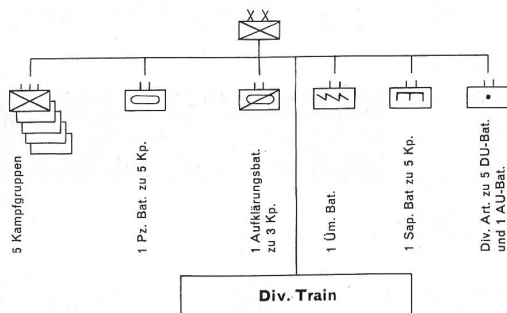 5 Kampfgruppen
1 Pz. Bat. zu 5 Kp.
1 Aufklärungsbat.
zu 3 Kp.
1 Üm. Bat.
1 Sap. Bat zu 5 Kp.
Div. Art. zu 5 DU-Bat.
und 1 AU-Bat.
Div. Train